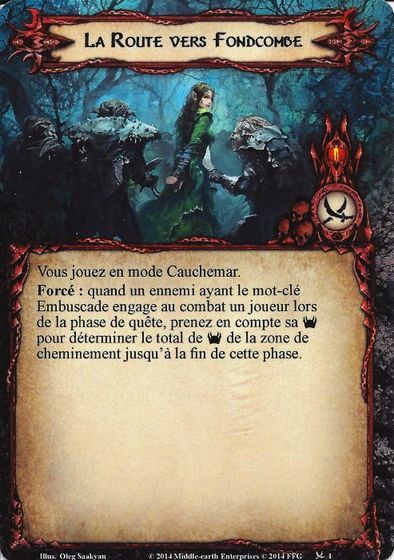 La Route vers Fondcombe
Vous jouez en mode Cauchemar.
Forcé : quand un ennemi ayant le mot-clé
Embuscade engage au combat un joueur lors
de la phase de quête, prenez en compte sa
pour déterminer le total de de la zone de
cheminement jusqu'à la fin de cette phase.
Illus. Oleg Saakyan © 2014 Middle-earth Enterprises © 2014 FFG 1